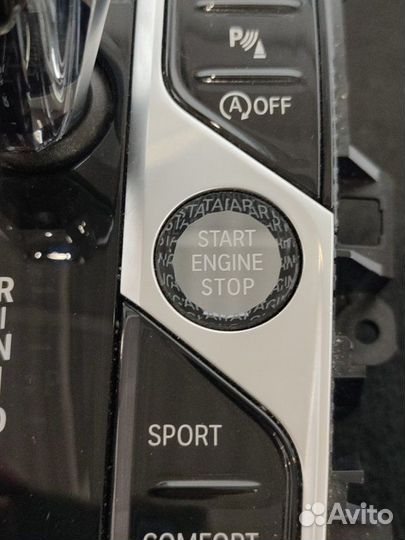 P
A OFF
START
ENGINE
STOP
R
N
D
SPORT
COMFORT
Avito